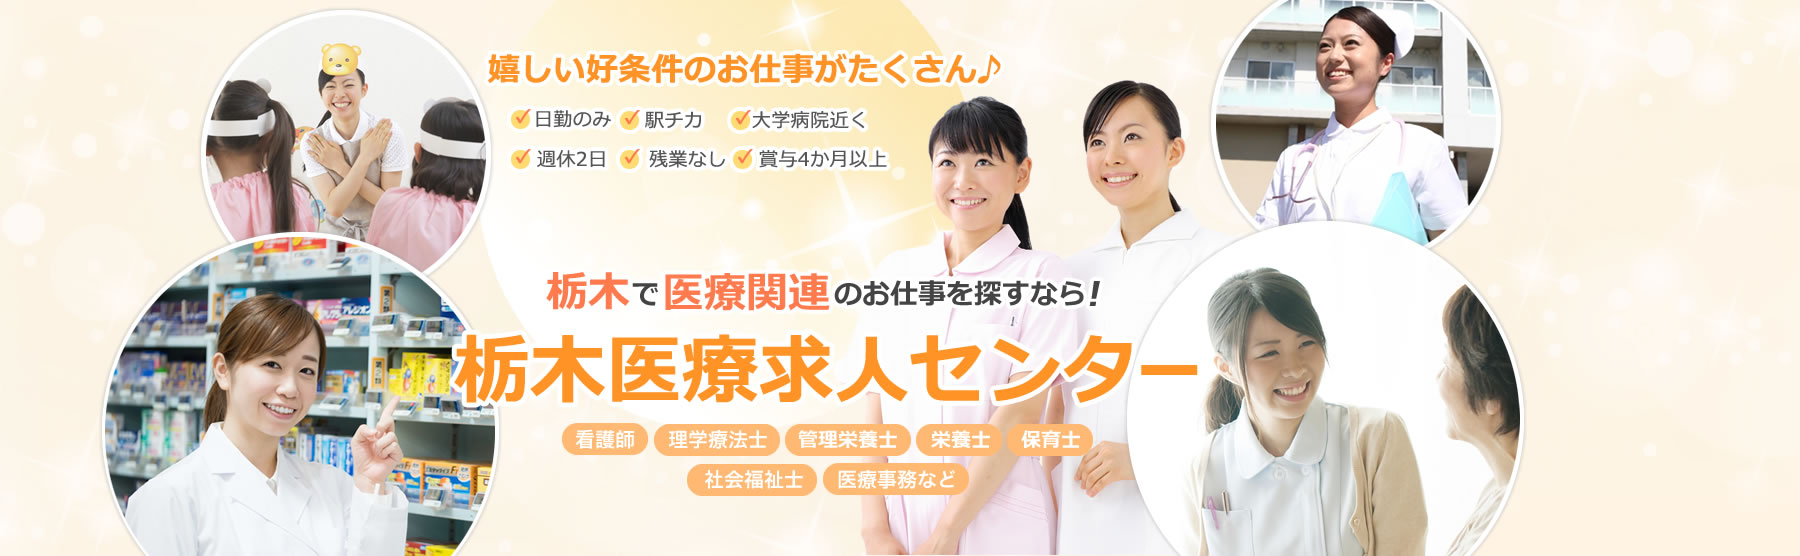 嬉しい好条件のお仕事がたくさん♪
日勤のみ 駅チカ 大学病院近く
週休2日 残業なし 賞与4か月以上
栃木で医療関連のお仕事を探すなら!
栃木医療求人センター
看護師 理学療法士 管理栄養士 栄養士 保育士
社会福祉士 医療事務など